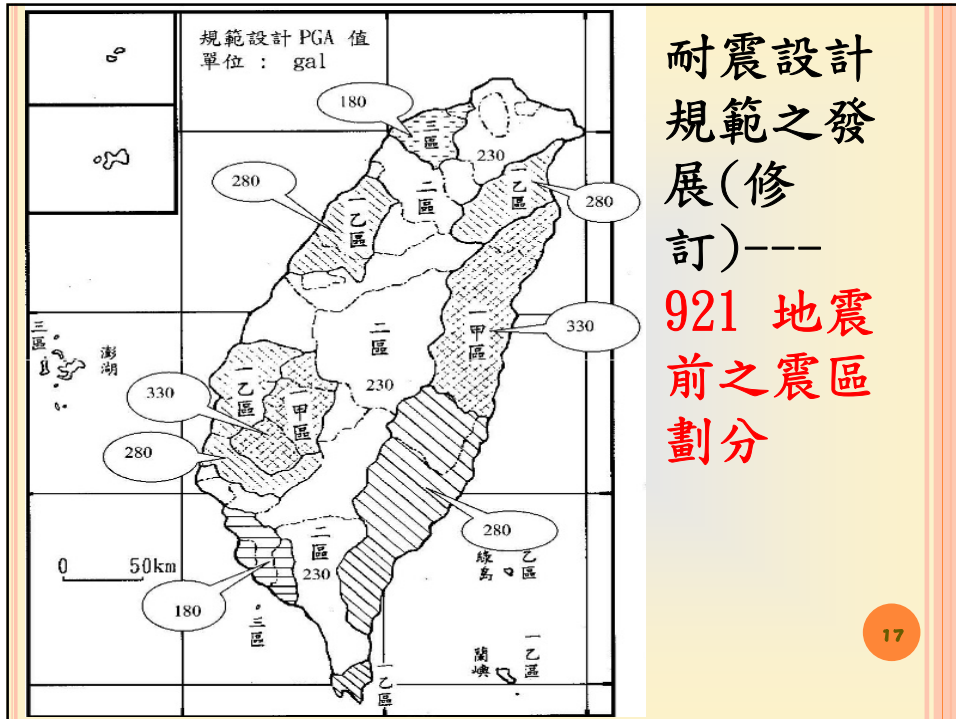 規範設計 PGA 值
單位 : gal
180
三區
230
280
一乙區
二區
乙區
280
三區
澎湖
二區
一甲區
330
一乙區
330
一甲區
230
280
二區
230
280
0 50km
180
三區
綠島
乙區
蘭嶼
一乙區
一乙區
耐震設計
規範之發
展(修
訂)---
921 地震
前之震區
劃分
17